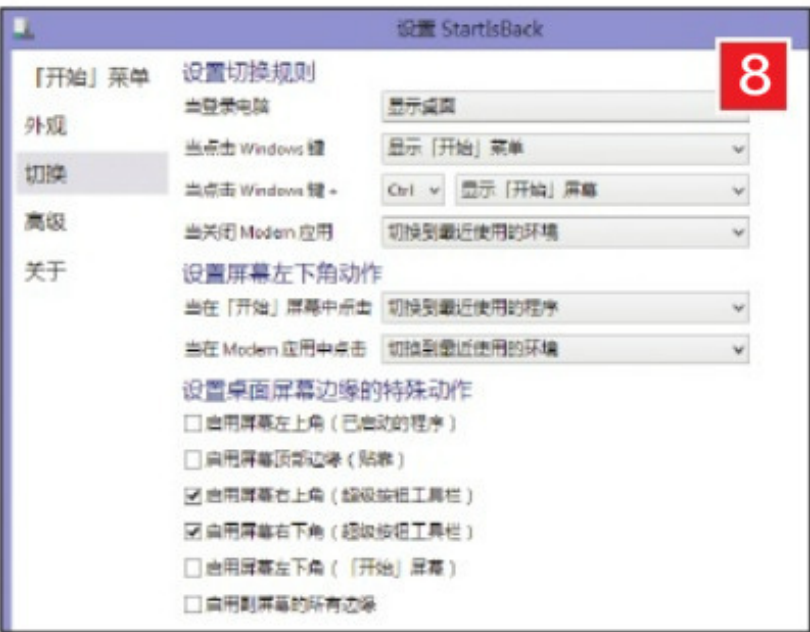 设置 StartIsBack
8
「开始」菜单
外观
切换
高级
关于
设置切换规则
当登录电脑 显示桌面
当点击 Windows 键 显示「开始」菜单
当点击 Windows 键 + Ctrl 显示「开始」屏幕
当关闭 Modern 应用 切换到最近使用的环境
设置屏幕左下角动作
当在「开始」屏幕中点击 切换到最近使用的程序
当在 Modern 应用中点击 切换到最近使用的环境
设置桌面屏幕边缘的特殊动作
启用屏幕左上角(已启动的程序)
启用屏幕顶部边缘(贴靠)
启用屏幕右上角(超级按钮工具栏)
启用屏幕右下角(超级按钮工具栏)
启用屏幕左下角(「开始」屏幕)
启用副屏幕的所有边缘